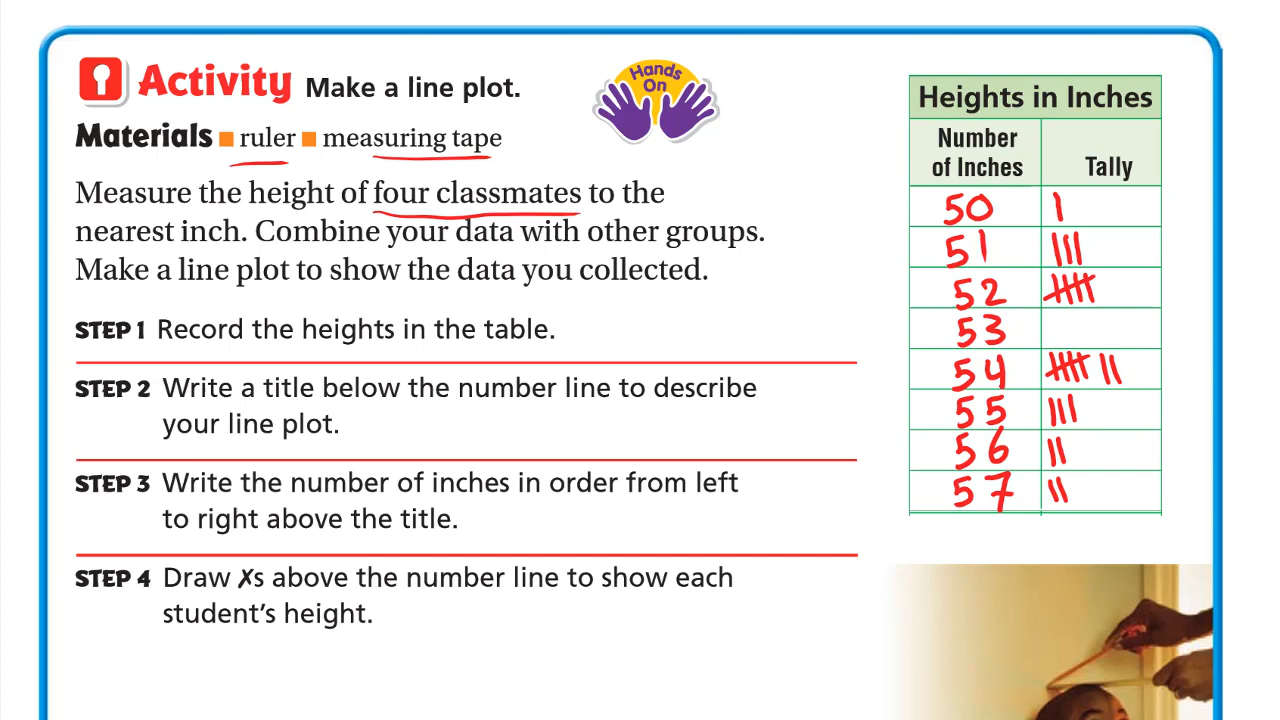 Activity Make a line plot.
Hands On
Materials ■ ruler ■ measuring tape
Measure the height of four classmates to the
nearest inch. Combine your data with other groups.
Make a line plot to show the data you collected.
STEP 1 Record the heights in the table.
STEP 2 Write a title below the number line to describe
your line plot.
STEP 3 Write the number of inches in order from left
to right above the title.
STEP 4 Draw ✗s above the number line to show each
student's height.
Heights in Inches
Number
of Inches Tally
50 |
51 |||
52 ||||
53
54 |||| ||
55 |||
56 ||
57 ||